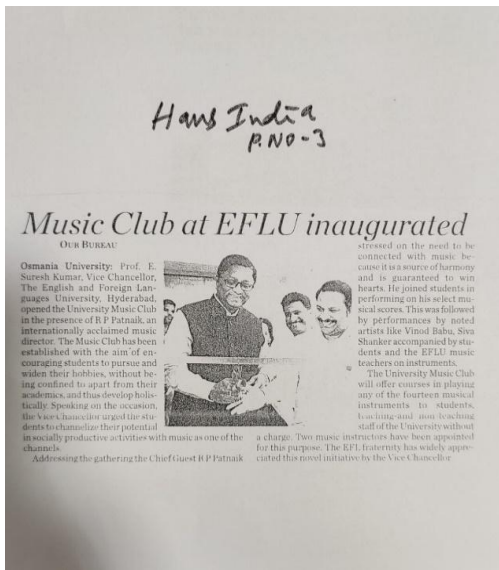 Hans India
P.NO-3
Music Club at EFLU inaugurated
OUR BUREAU
Osmania University: Prof. E.
Suresh Kumar, Vice Chancellor,
The English and Foreign Lan-
guages University, Hyderabad,
opened the University Music Club
in the presence of R P Patnaik, an
internationally acclaimed music
director. The Music Club has been
established with the aim of en-
couraging students to pursue and
widen their hobbies, without be-
ing confined to apart from their
academics, and thus develop holis-
tically. Speaking on the occasion,
the Vice Chancellor urged the stu-
dents to channelize their potential
in socially productive activities with music as one of the
channels.
Addressing the gathering the Chief Guest R P Patnaik
stressed on the need to be
connected with music be-
cause it is a source of harmony
and is guaranteed to win
hearts. He joined students in
performing on his select mu-
sical scores. This was followed
by performances by noted
artists like Vinod Babu, Siva
Shanker accompanied by stu-
dents and the EFLU music
teachers on instruments.
The University Music Club
will offer courses in playing
any of the fourteen musical
instruments to students,
teaching and non teaching
staff of the University without
a charge. Two music instructors have been appointed
for this purpose. The EFL fraternity has widely appre-
ciated this novel initiative by the Vice Chancellor